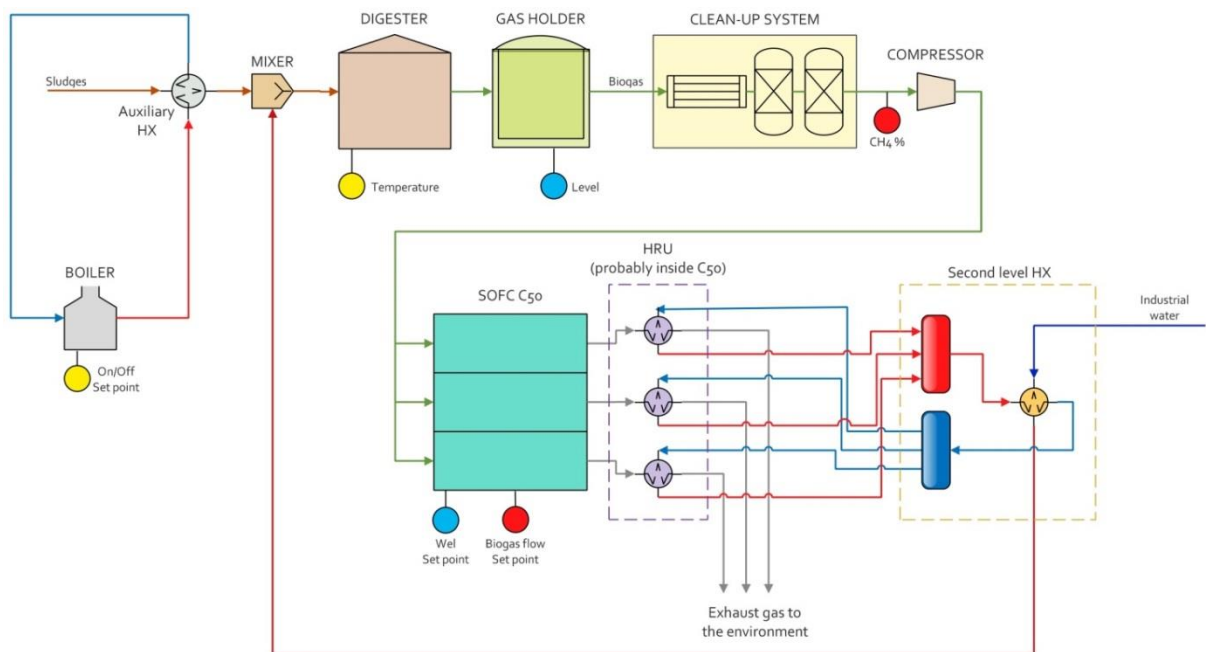 DIGESTER
GAS HOLDER
CLEAN-UP SYSTEM
COMPRESSOR
MIXER
Sludges
Biogas
Auxiliary
HX
CH4 %
Temperature
Level
HRU
(probably inside C50)
BOILER
SOFC C50
Second level HX
Industrial
water
On/Off
Set point
Wel
Set point
Biogas flow
Set point
Exhaust gas to
the environment